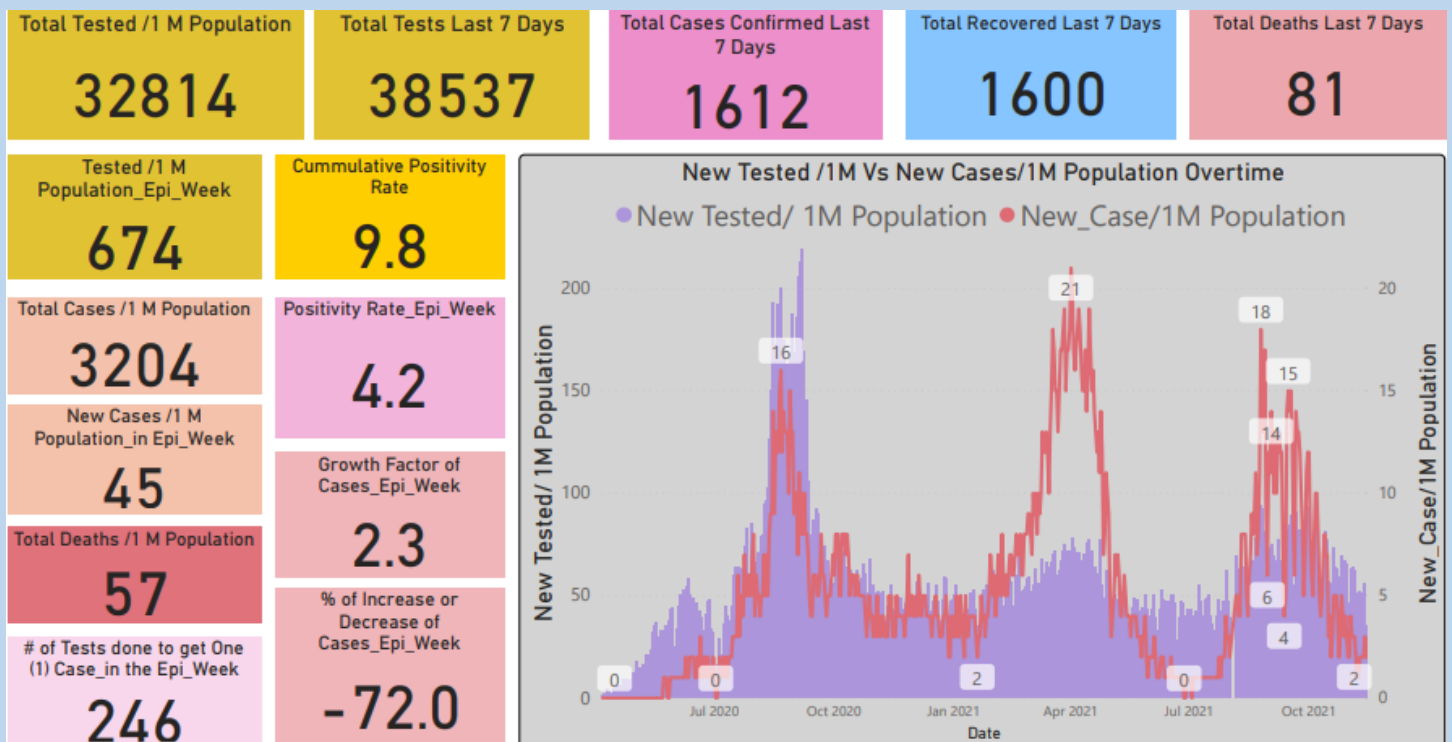 Total Tested /1 M Population
32814
Total Tests Last 7 Days
38537
Total Cases Confirmed Last
7 Days
1612
Total Recovered Last 7 Days
1600
Total Deaths Last 7 Days
81
Tested /1 M
Population_Epi_Week
674
Cummulative Positivity
Rate
9.8
Total Cases /1 M Population
3204
Positivity Rate_Epi_Week
4.2
New Cases /1 M
Population_in Epi_Week
45
Growth Factor of
Cases_Epi_Week
2.3
Total Deaths /1 M Population
57
% of Increase or
Decrease of
Cases_Epi_Week
-72.0
# of Tests done to get One
(1) Case_in the Epi_Week
246
New Tested /1M Vs New Cases/1M Population Overtime
New Tested/ 1M Population
New_Case/1M Population
New Tested/ 1M Population
200
150
100
50
0
0
0
16
2
21
0
18
15
14
6
4
2
20
15
10
5
0
New_Case/1M Population
Jul 2020
Oct 2020
Jan 2021
Apr 2021
Jul 2021
Oct 2021
Date